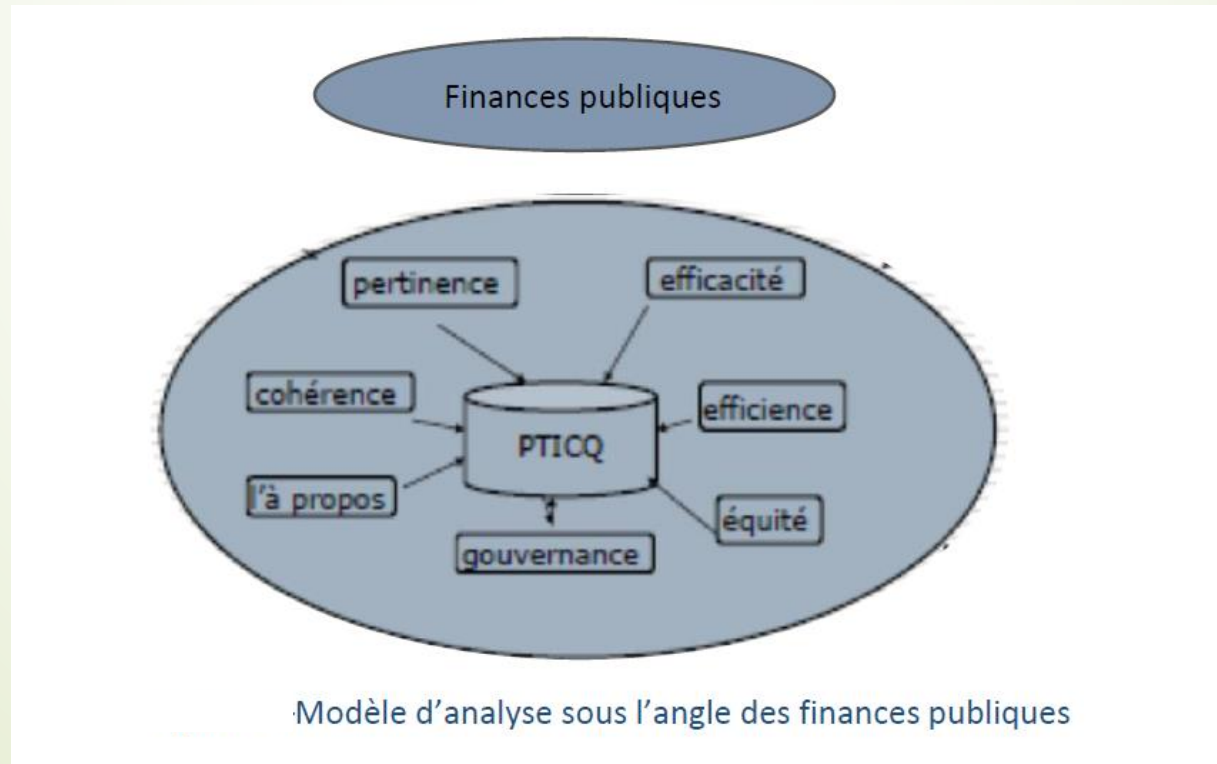 Finances publiques
pertinence
efficacité
cohérence
efficience
PTICQ
l'à propos
équité
gouvernance
Modèle d'analyse sous l'angle des finances publiques